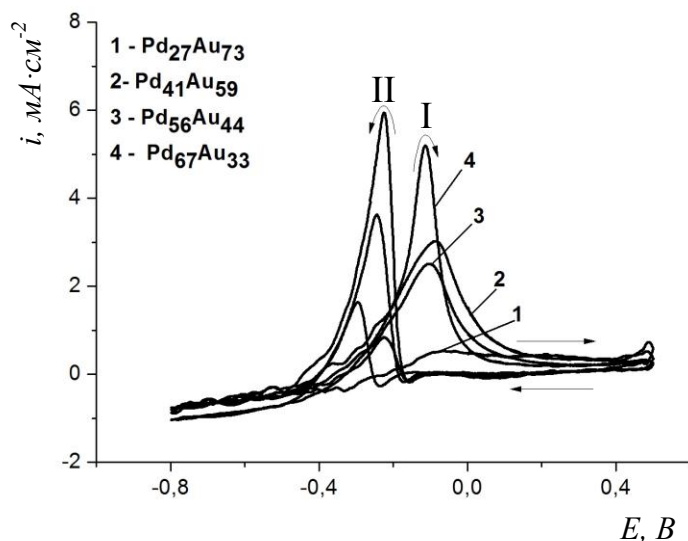 8
6
4
2
0
-2
i, мА·см⁻²
1 - Pd₂₇Au₇₃
2- Pd₄₁Au₅₉
3 - Pd₅₆Au₄₄
4 - Pd₆₇Au₃₃
II I
4
3
2
1
-0,8 -0,4 0,0 0,4
E, В